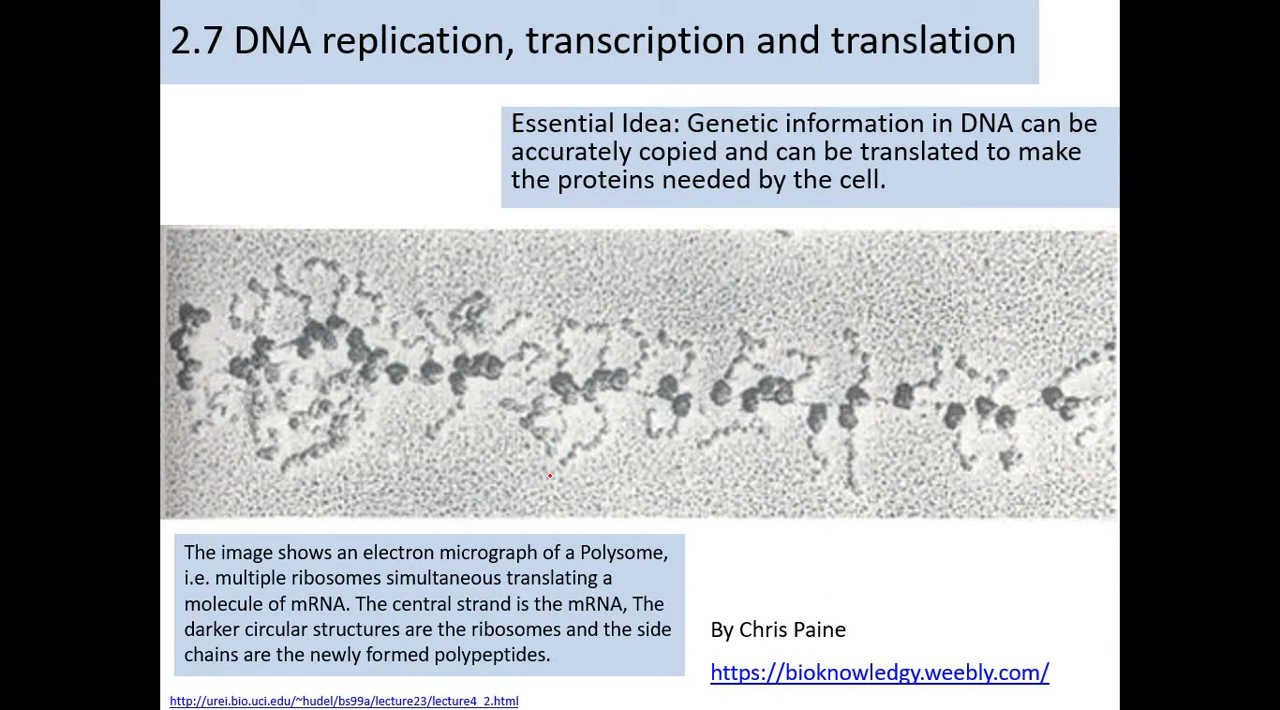 2.7 DNA replication, transcription and translation
Essential Idea: Genetic information in DNA can be
accurately copied and can be translated to make
the proteins needed by the cell.
The image shows an electron micrograph of a Polysome,
i.e. multiple ribosomes simultaneous translating a
molecule of mRNA. The central strand is the mRNA, The
darker circular structures are the ribosomes and the side
chains are the newly formed polypeptides.
By Chris Paine
https://bioknowledgy.weebly.com/
http://urei.bio.uci.edu/~hudel/bs99a/lecture23/lecture4_2.html